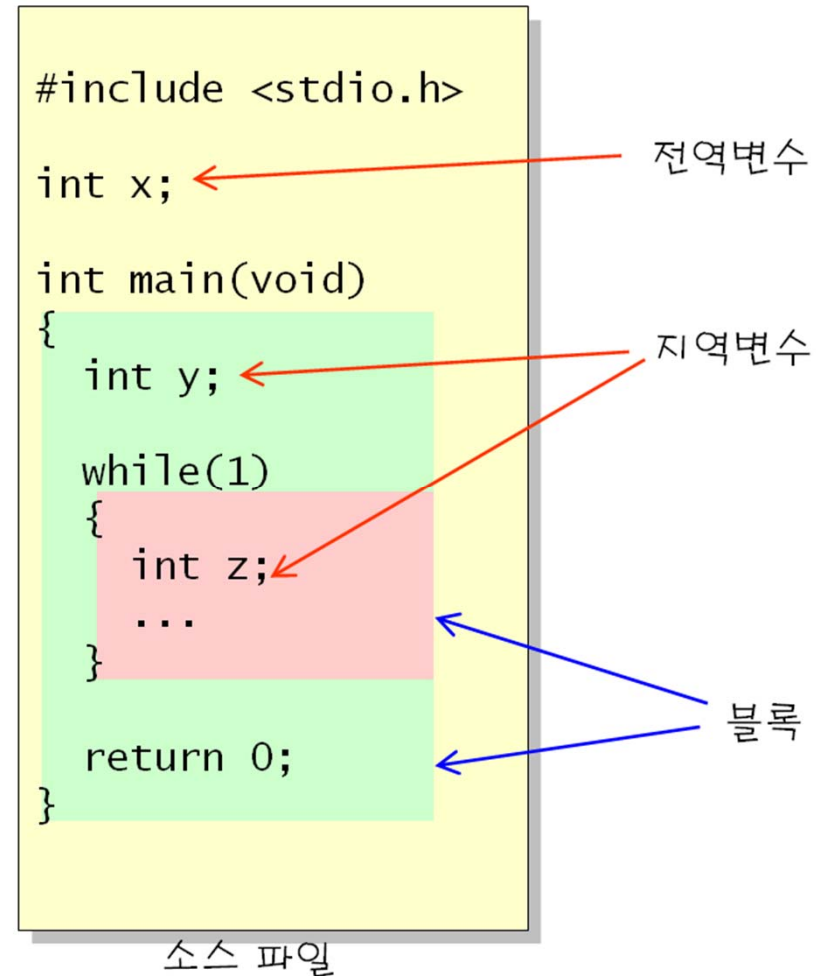 #include <stdio.h>
int x;
전역변수
int main(void)
{
int y;
지역변수
while(1)
{
int z;
...
}
블록
return 0;
}
소스 파일